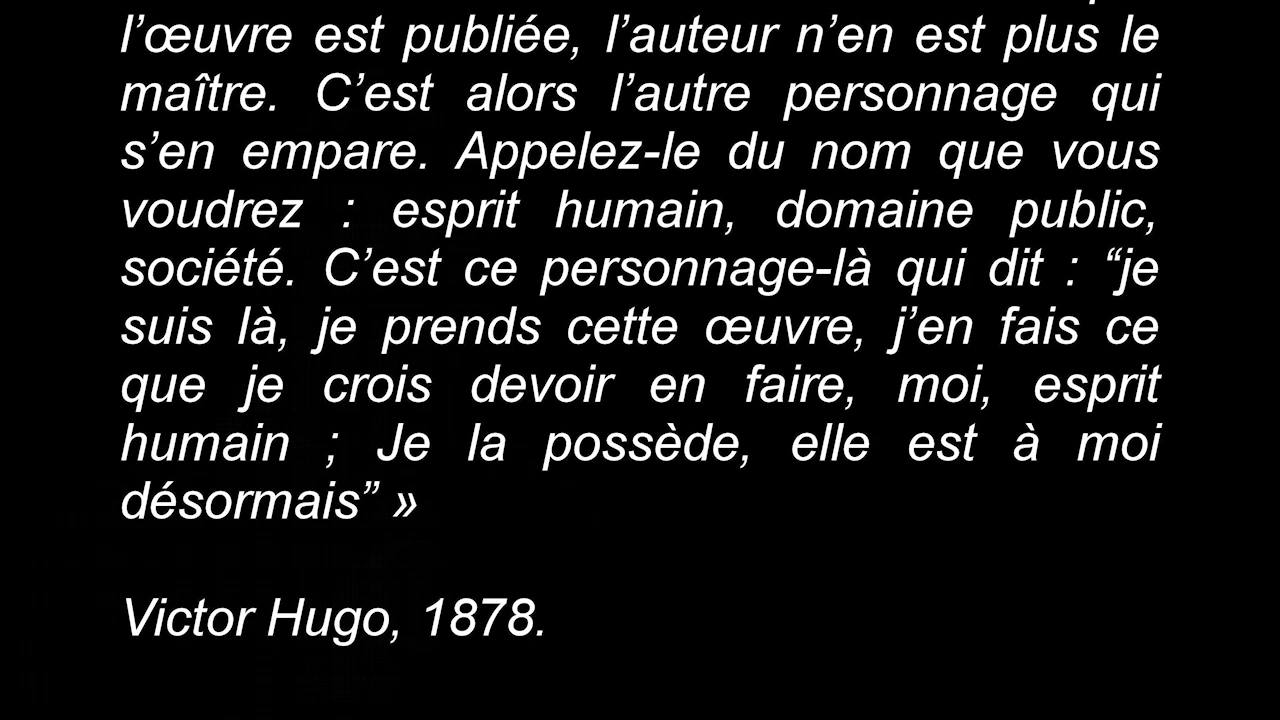 l’œuvre est publiée, l’auteur n’en est plus le
maître. C’est alors l’autre personnage qui
s’en empare. Appelez-le du nom que vous
voudrez : esprit humain, domaine public,
société. C’est ce personnage-là qui dit : “je
suis là, je prends cette œuvre, j’en fais ce
que je crois devoir en faire, moi, esprit
humain ; Je la possède, elle est à moi
désormais” »
Victor Hugo, 1878.